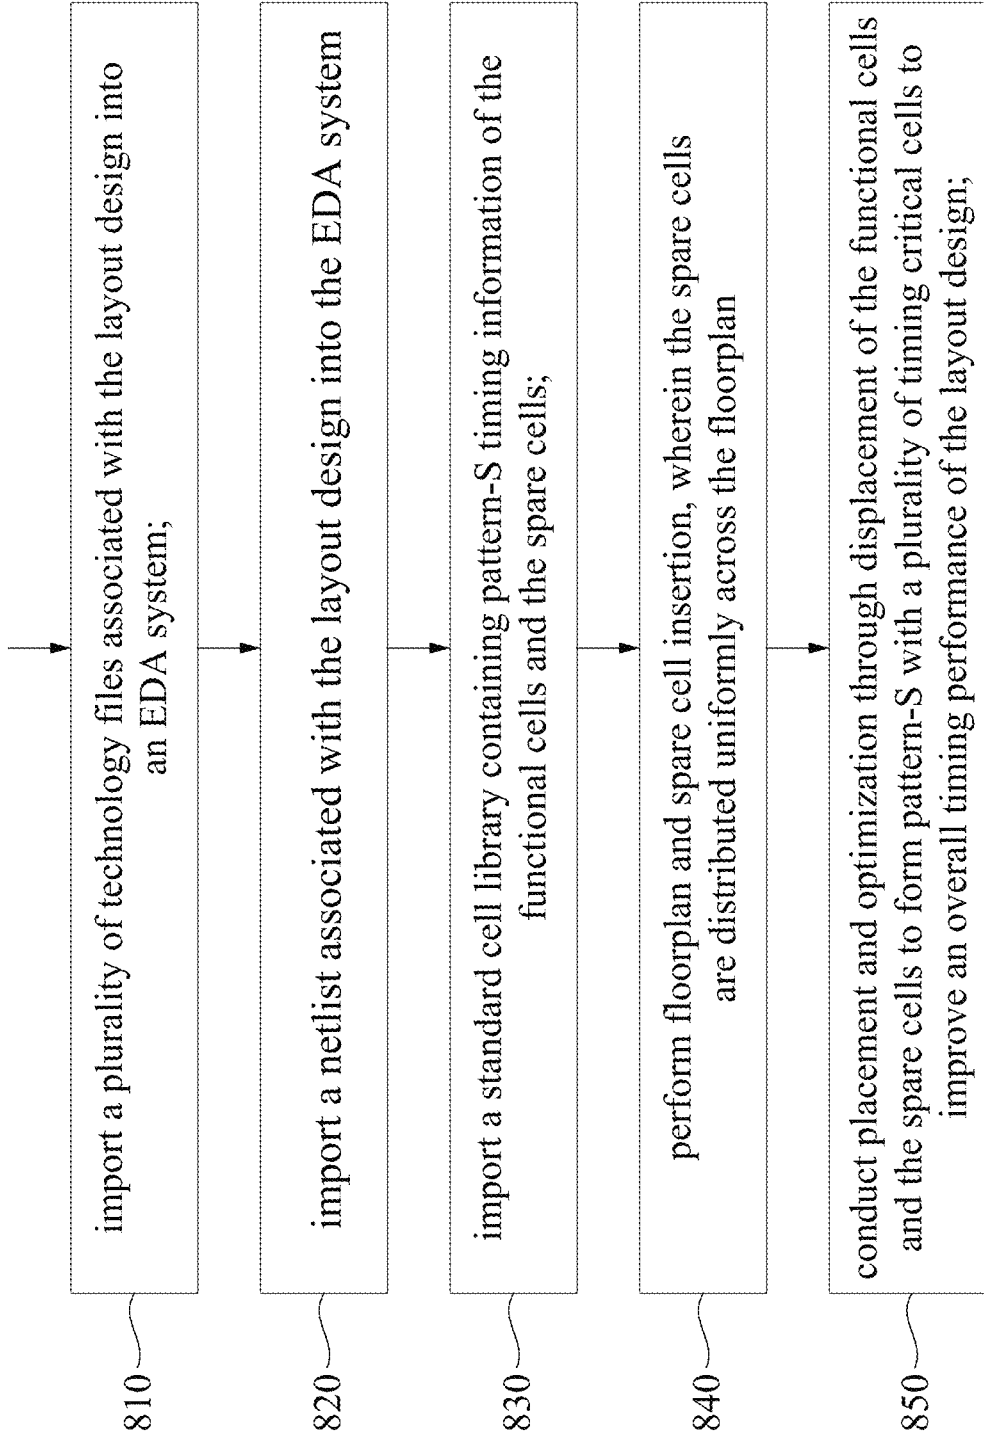 810
import a plurality of technology files associated with the layout design into
an EDA system;
820
import a netlist associated with the layout design into the EDA system
830
import a standard cell library containing pattern-S timing information of the
functional cells and the spare cells;
840
perform floorplan and spare cell insertion, wherein the spare cells
are distributed uniformly across the floorplan
850
conduct placement and optimization through displacement of the functional cells
and the spare cells to form pattern-S with a plurality of timing critical cells to
improve an overall timing performance of the layout design;